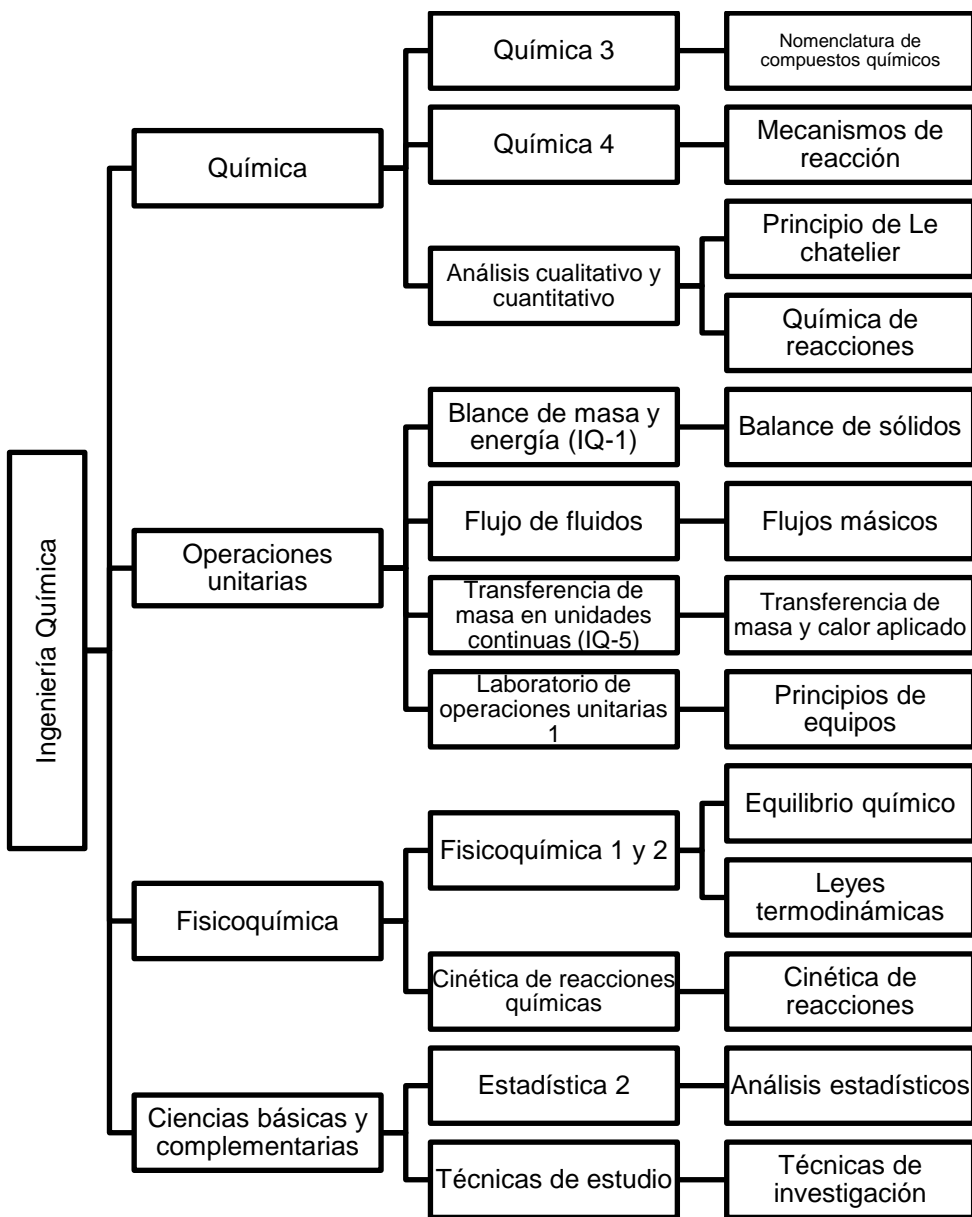 Ingeniería Química
Química
Química 3
Nomenclatura de
compuestos químicos
Química 4
Mecanismos de
reacción
Análisis cualitativo y
cuantitativo
Principio de Le
chatelier
Química de
reacciones
Operaciones
unitarias
Blance de masa y
energía (IQ-1)
Balance de sólidos
Flujo de fluidos
Flujos másicos
Transferencia de
masa en unidades
continuas (IQ-5)
Transferencia de
masa y calor aplicado
Laboratorio de
operaciones unitarias
1
Principios de
equipos
Fisicoquímica
Fisicoquímica 1 y 2
Equilibrio químico
Leyes
termodinámicas
Cinética de reacciones
químicas
Cinética de
reacciones
Ciencias básicas y
complementarias
Estadística 2
Análisis estadísticos
Técnicas de estudio
Técnicas de
investigación